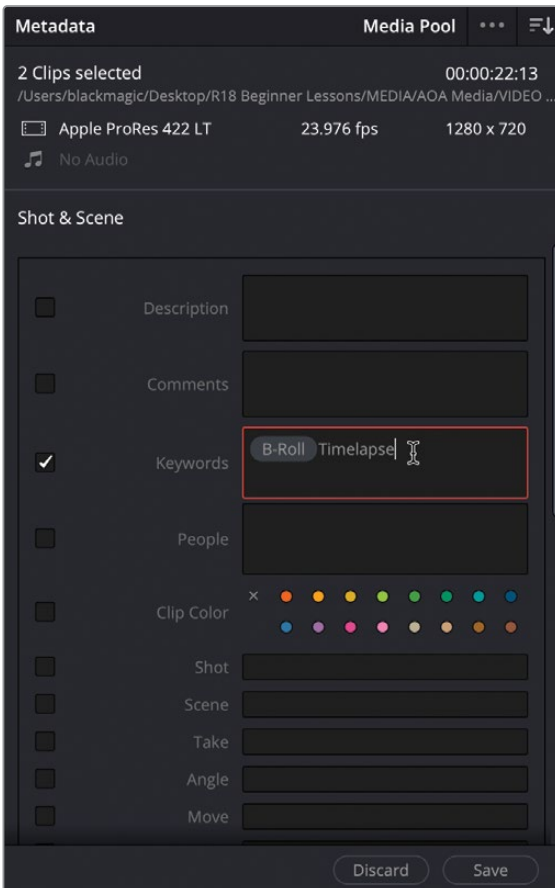 Metadata Media Pool •••
2 Clips selected 00:00:22:13
/Users/blackmagic/Desktop/R18 Beginner Lessons/MEDIA/AOA Media/VIDEO ...
Apple ProRes 422 LT 23.976 fps 1280 x 720
No Audio
Shot & Scene
Description
Comments
Keywords B-Roll Timelapse
People
Clip Color ×
Shot
Scene
Take
Angle
Move
Discard Save